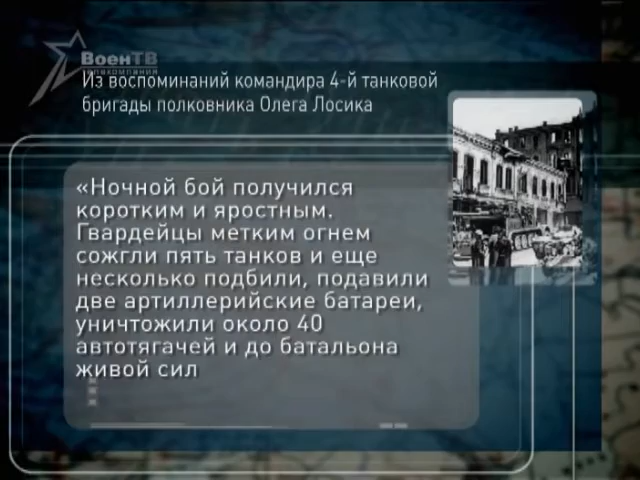 ВоенТВ
телекомпания
Из воспоминаний командира 4-й танковой
бригады полковника Олега Лосика
«Ночной бой получился
коротким и яростным.
Гвардейцы метким огнем
сожгли пять танков и еще
несколько подбили, подавили
две артиллерийские батареи,
уничтожили около 40
автотягачей и до батальона
живой сил